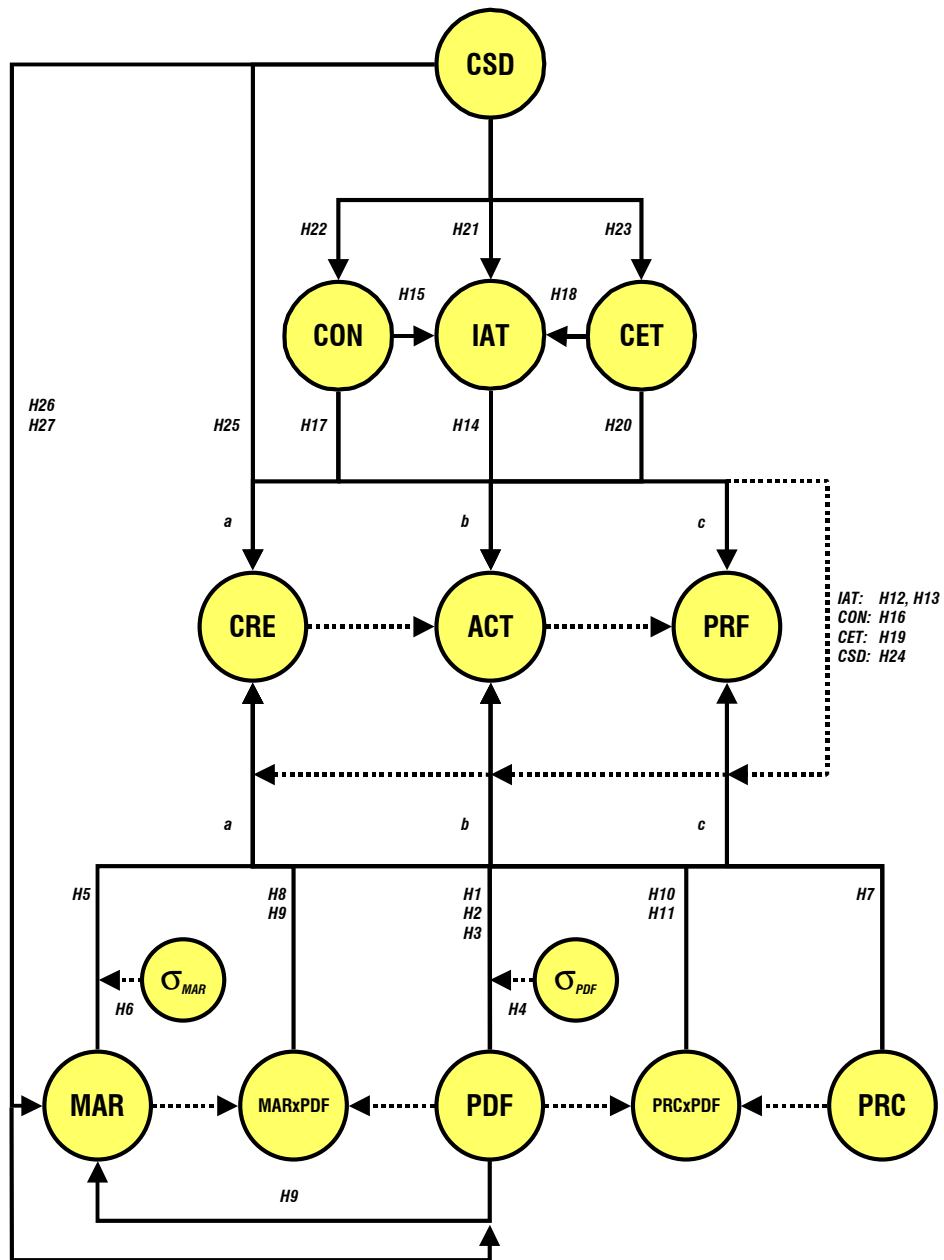 CSD
H22
H21
H23
H15
H18
CON
IAT
CET
H26
H27
H25
H17
H14
H20
a
b
c
CRE
ACT
PRF
IAT: H12, H13
CON: H16
CET: H19
CSD: H24
a
b
c
H5
H8
H9
H1
H2
H3
H10
H11
H7
σMAR
σPDF
H6
H4
MAR
MARxPDF
PDF
PRCxPDF
PRC
H9